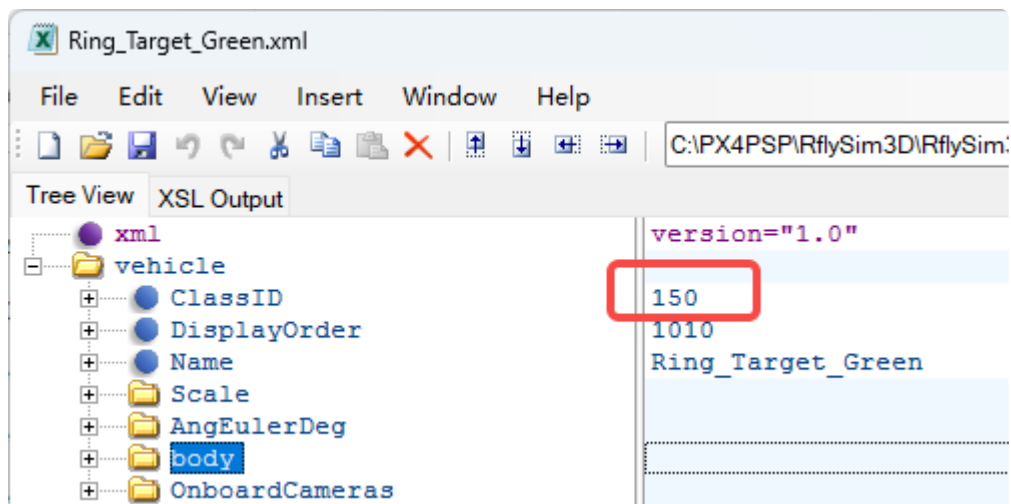 Ring_Target_Green.xml
File Edit View Insert Window Help
C:\PX4PSP\RflySim3D\RflySim3
Tree View XSL Output
xml version="1.0"
vehicle
ClassID 150
DisplayOrder 1010
Name Ring_Target_Green
Scale
AngEulerDeg
body
OnboardCameras